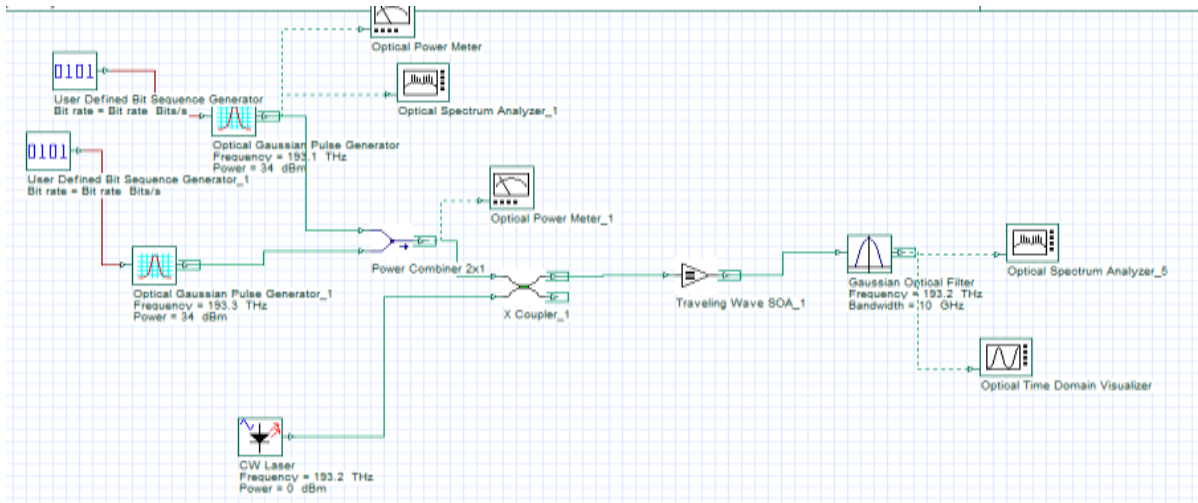 Optical Power Meter
0101
User Defined Bit Sequence Generator
Bit rate = Bit rate Bits/s
Optical Spectrum Analyzer_1
Optical Gaussian Pulse Generator
Frequency = 193.1 THz
Power = 34 dBm
0101
User Defined Bit Sequence Generator_1
Bit rate = Bit rate Bits/s
Optical Power Meter_1
Power Combiner 2x1
Optical Gaussian Pulse Generator_1
Frequency = 193.3 THz
Power = 34 dBm
X Coupler_1
Traveling Wave SOA_1
Gaussian Optical Filter
Frequency = 193.2 THz
Bandwidth = 10 GHz
Optical Spectrum Analyzer_5
Optical Time Domain Visualizer
CW Laser
Frequency = 193.2 THz
Power = 0 dBm